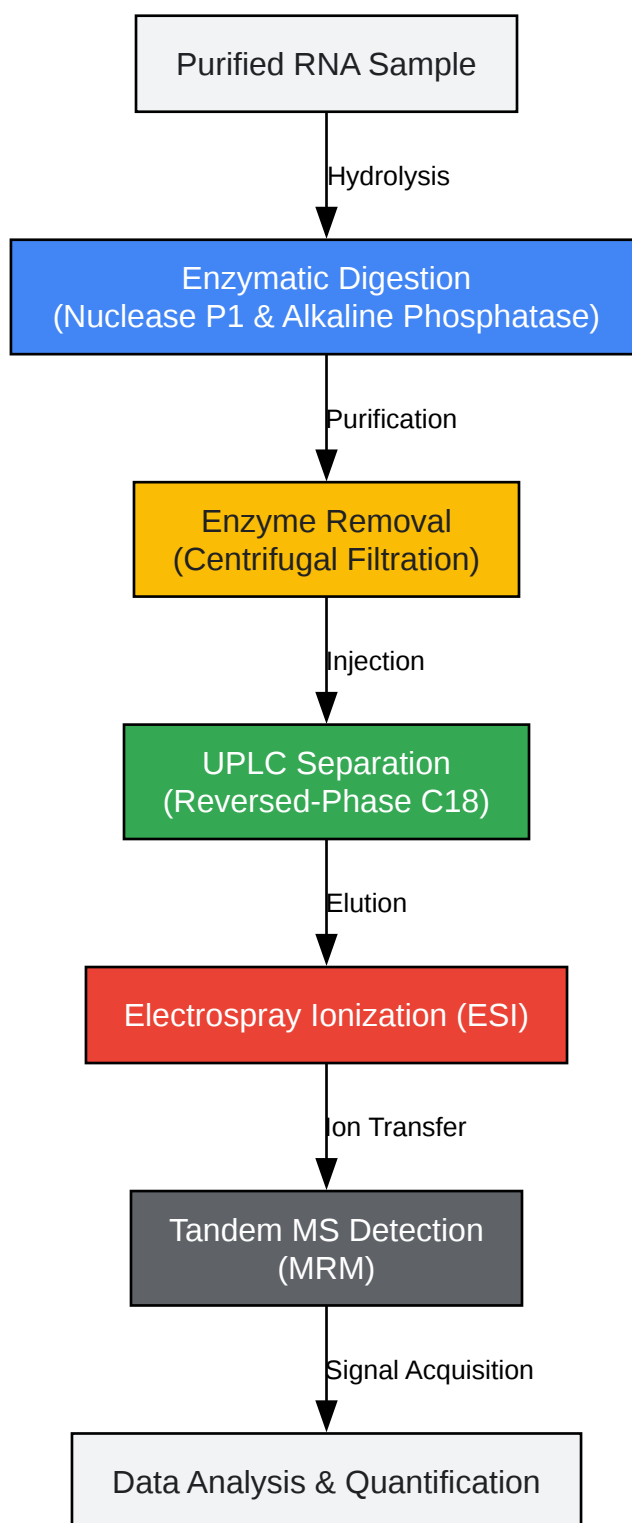 Purified RNA Sample
Hydrolysis
Enzymatic Digestion
(Nuclease P1 & Alkaline Phosphatase)
Purification
Enzyme Removal
(Centrifugal Filtration)
Injection
UPLC Separation
(Reversed-Phase C18)
Elution
Electrospray Ionization (ESI)
Ion Transfer
Tandem MS Detection
(MRM)
Signal Acquisition
Data Analysis & Quantification